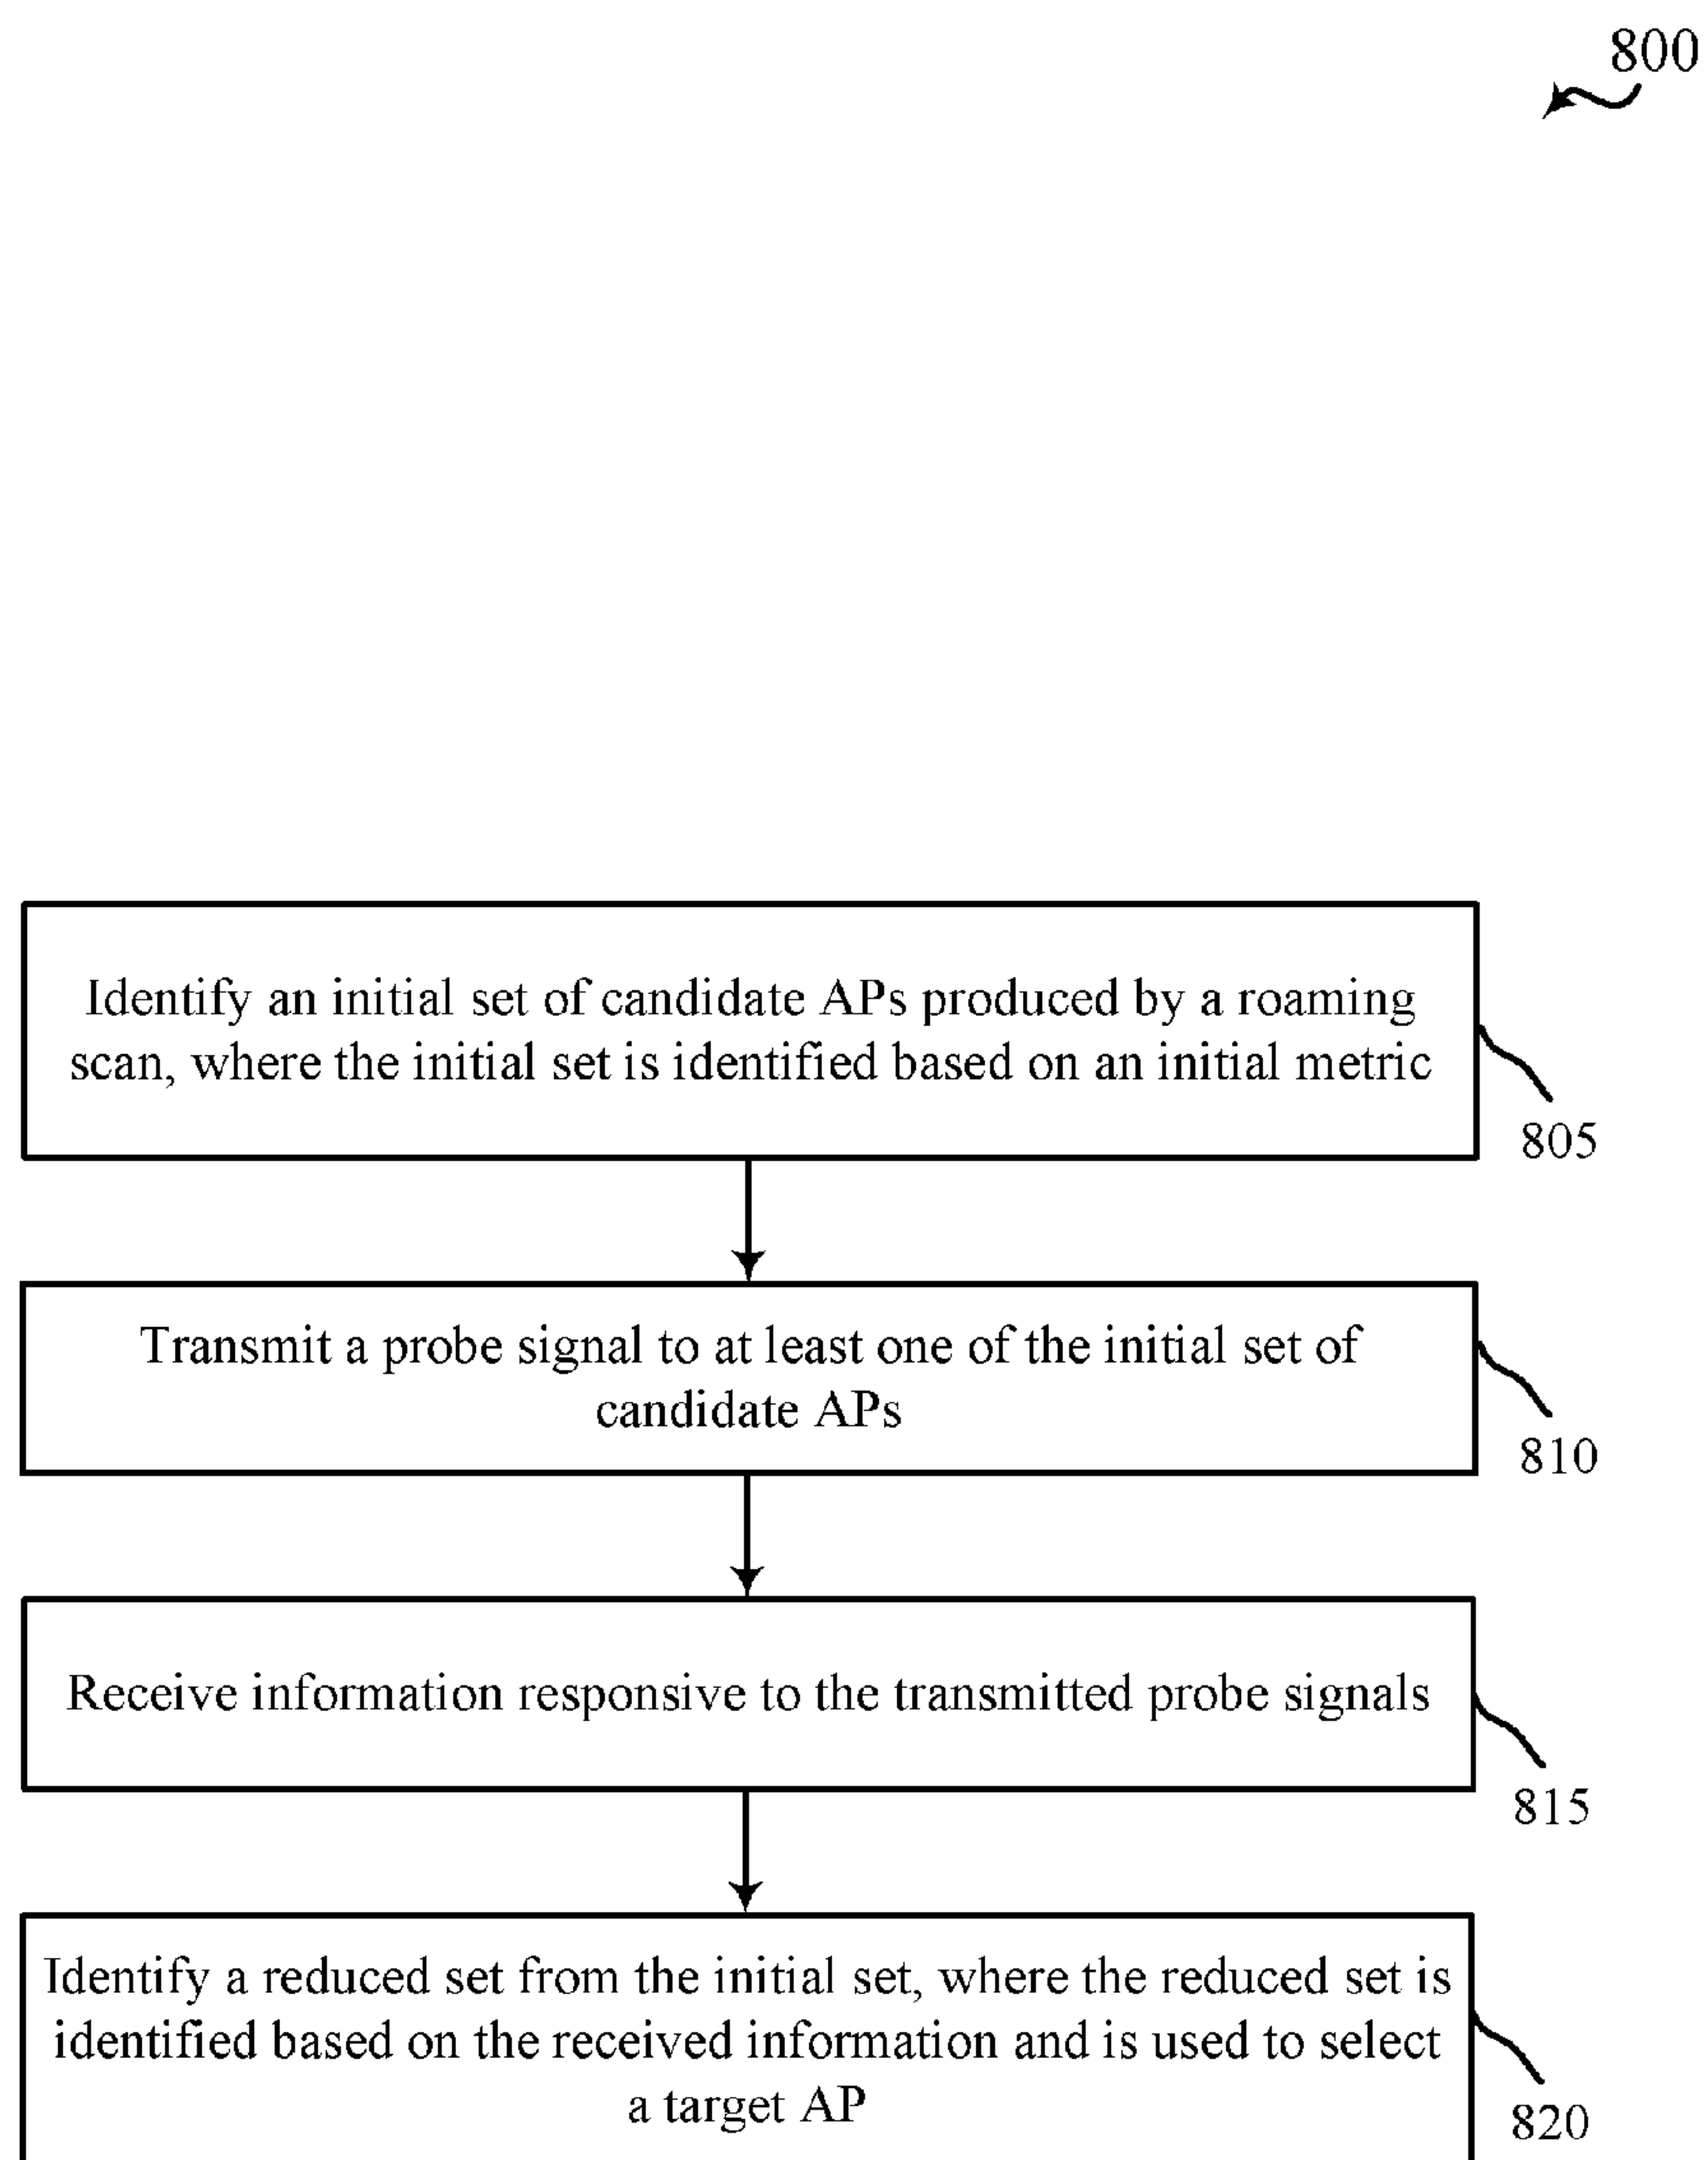 800
Identify an initial set of candidate APs produced by a roaming
scan, where the initial set is identified based on an initial metric
805
Transmit a probe signal to at least one of the initial set of
candidate APs
810
Receive information responsive to the transmitted probe signals
815
Identify a reduced set from the initial set, where the reduced set is
identified based on the received information and is used to select
a target AP
820